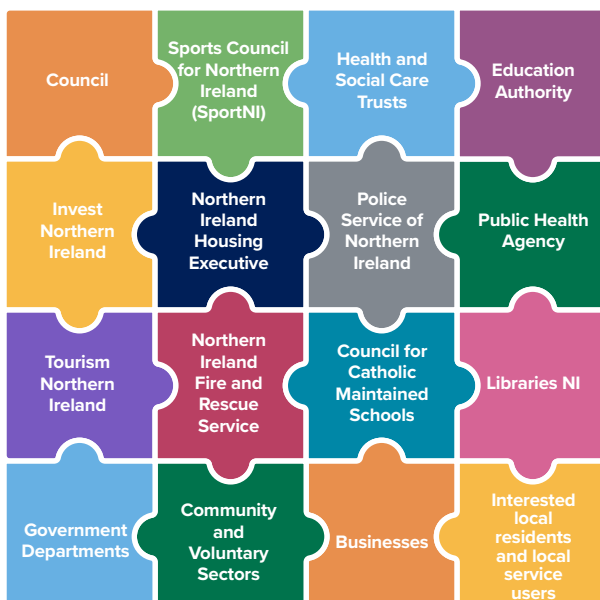 Council
Sports Council
for Northern
Ireland
(SportNI)
Health and
Social Care
Trusts
Education
Authority
Invest
Northern
Ireland
Northern
Ireland
Housing
Executive
Police
Service of
Northern
Ireland
Public Health
Agency
Tourism
Northern
Ireland
Northern
Ireland
Fire and
Rescue
Service
Council for
Catholic
Maintained
Schools
Libraries NI
Government
Departments
Community
and
Voluntary
Sectors
Businesses
Interested
local
residents
and local
service
users